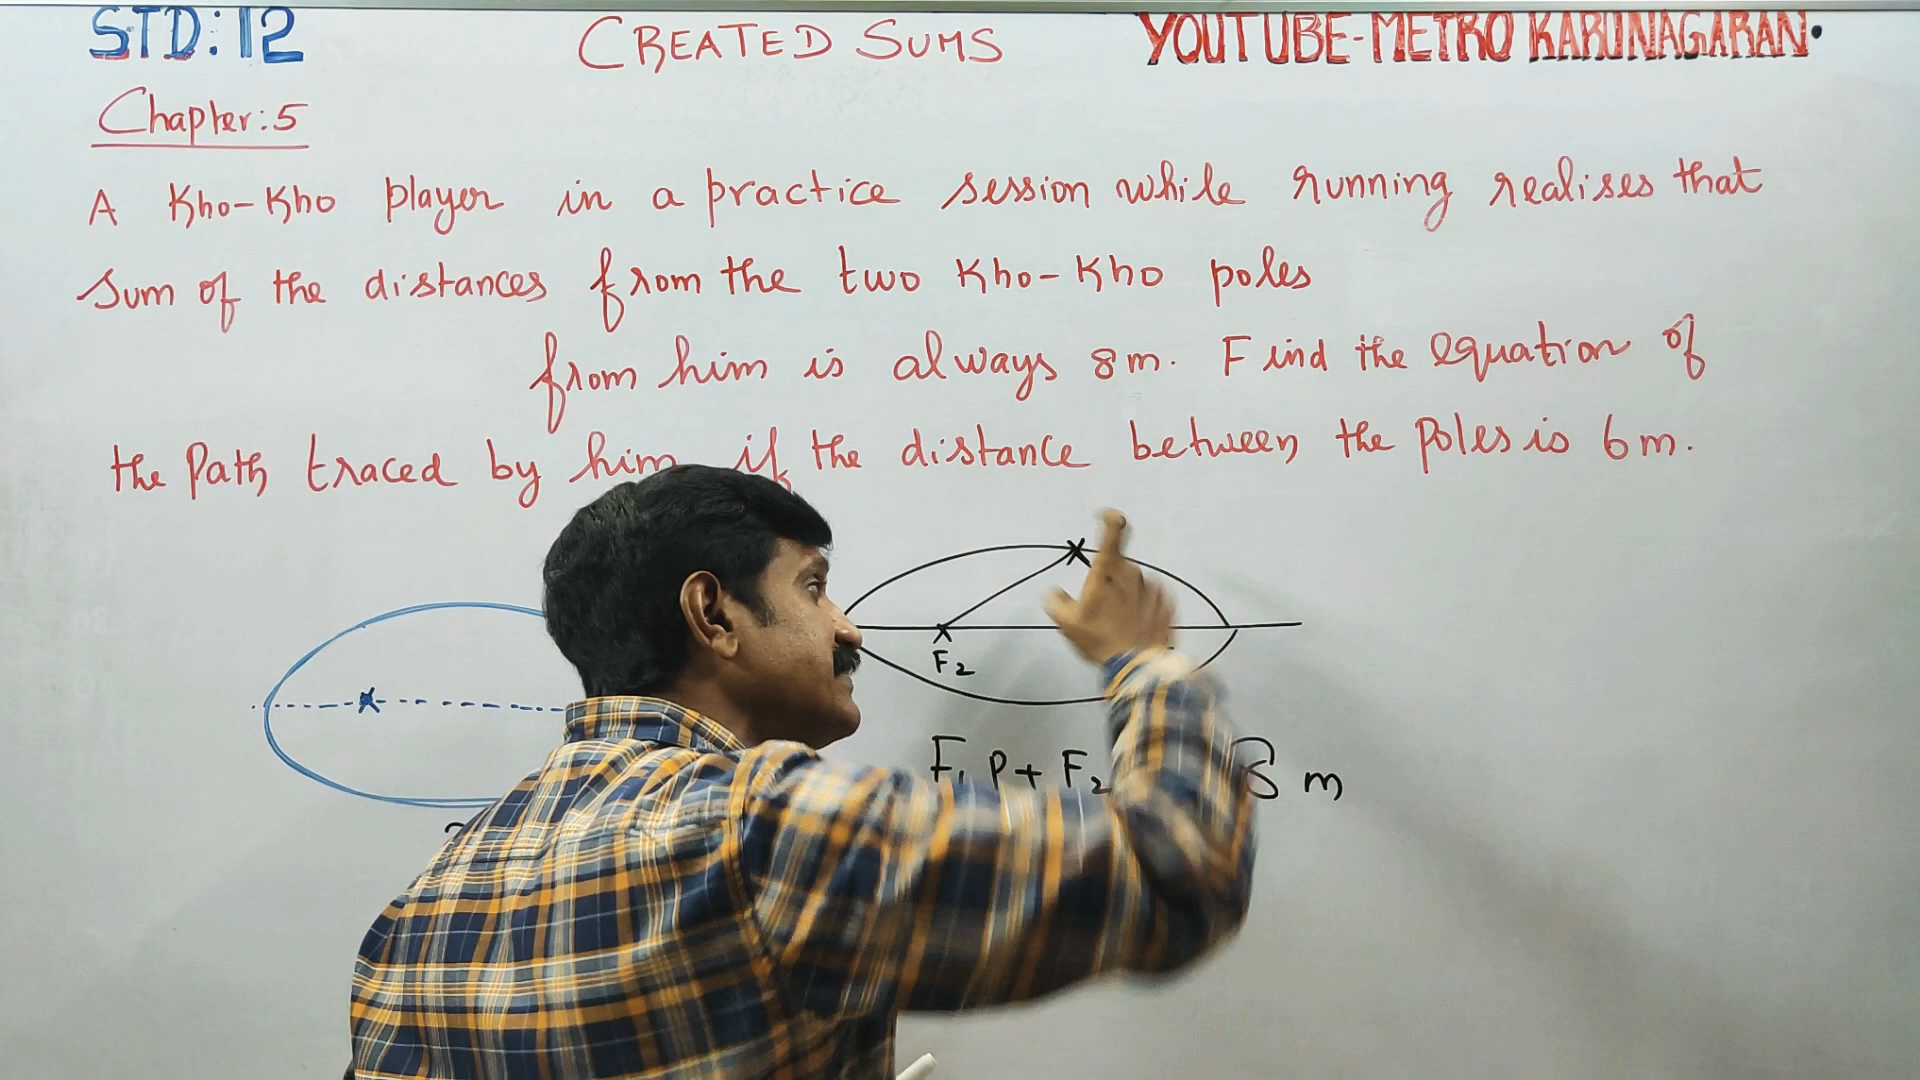 STD:12
CREATED SUMS
YOUTUBE-METRO KARUNAGARAN.
Chapter:5
A Kho-Kho player in a practice session while running realises that
Sum of the distances from the two Kho-Kho poles
from him is always 8m. Find the equation of
the Path traced by him if the distance between the Poles is 6m.
F2
F1 P + F2 8 m